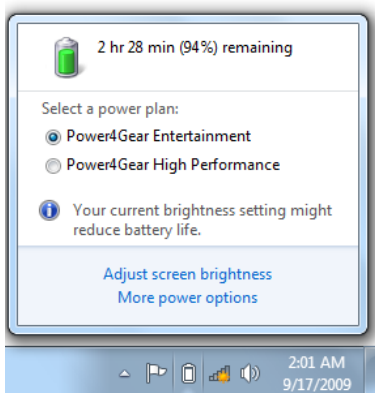 2 hr 28 min (94%) remaining
Select a power plan:
Power4Gear Entertainment
Power4Gear High Performance
Your current brightness setting might
reduce battery life.
Adjust screen brightness
More power options
2:01 AM
9/17/2009